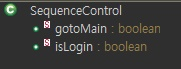 SequenceControl
S gotoMain : boolean
S isLogin : boolean